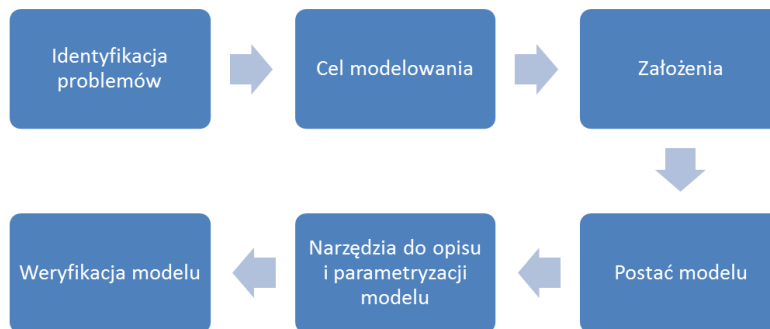 Identyfikacja
problemów
Cel modelowania
Założenia
Postać modelu
Narzędzia do opisu
i parametryzacji
modelu
Weryfikacja modelu